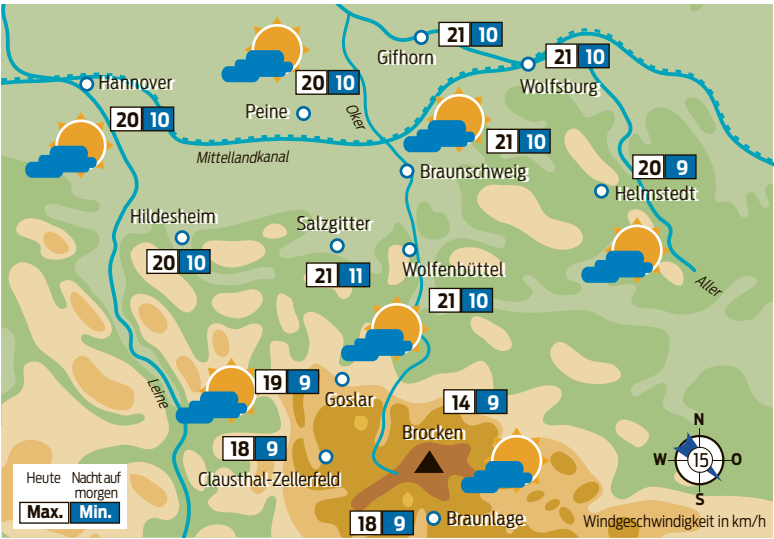 Gifhorn
21 10
Hannover
20 10
Peine
20 10
Oker
21 10
Wolfsburg
Mittellandkanal
21 10
Braunschweig
20 9
Helmstedt
Hildesheim
20 10
Salzgitter
21 11
Wolfenbüttel
21 10
Aller
Leine
19 9
Goslar
14 9
Brocken
18 9
Clausthal-Zellerfeld
18 9
Braunlage
N
W 15 O
S
Windgeschwindigkeit in km/h
Heute Nacht auf
morgen
Max. Min.